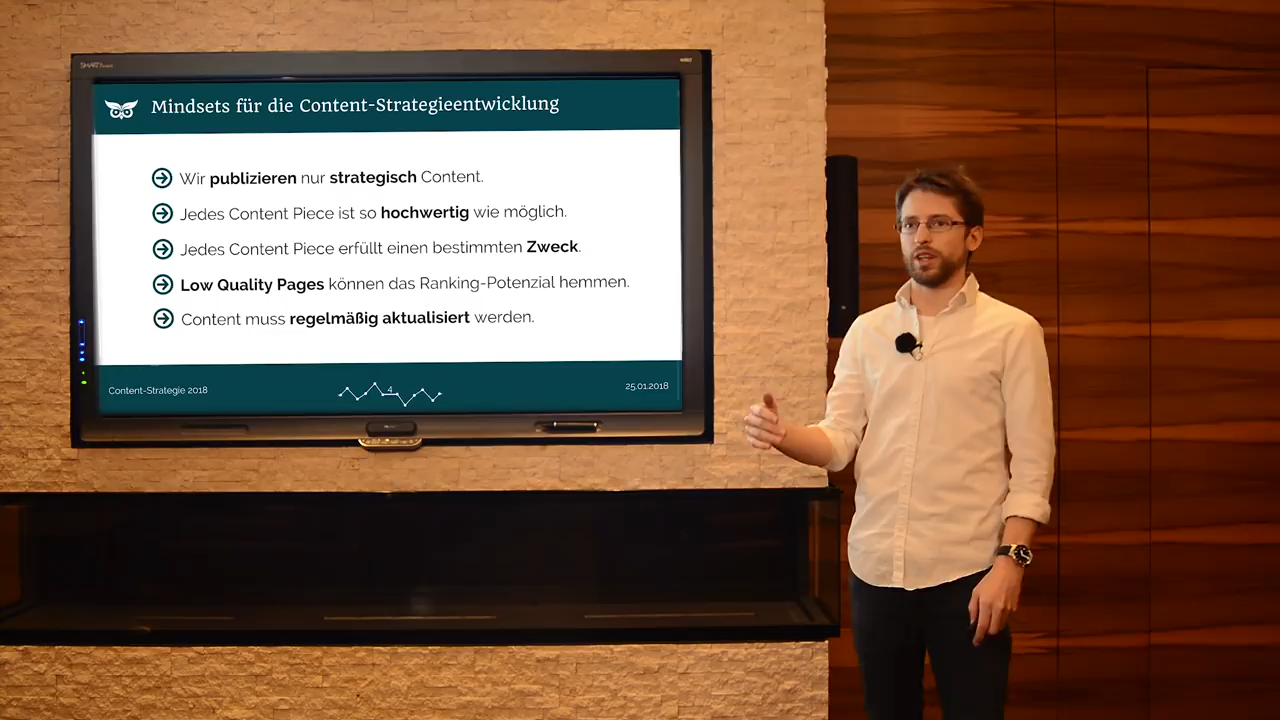 SMART
Mindsets für die Content-Strategieentwicklung
Wir publizieren nur strategisch Content.
Jedes Content Piece ist so hochwertig wie möglich.
Jedes Content Piece erfüllt einen bestimmten Zweck.
Low Quality Pages können das Ranking-Potenzial hemmen.
Content muss regelmäßig aktualisiert werden.
Content-Strategie 2018
4
25.01.2018